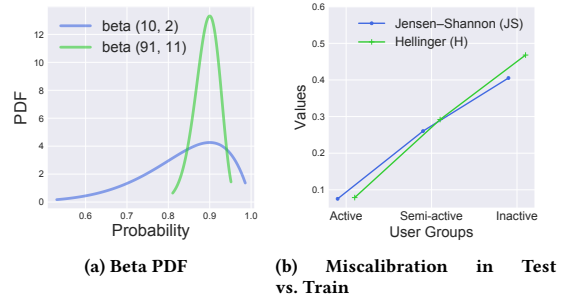 beta (10, 2)
beta (91, 11)
PDF
0
2
4
6
8
10
12
0.6 0.7 0.8 0.9 1.0
Probability
(a) Beta PDF
Jensen–Shannon (JS)
Hellinger (H)
Values
0.6
0.5
0.4
0.3
0.2
0.1
Active Semi-active Inactive
User Groups
(b) Miscalibration in Test
vs. Train